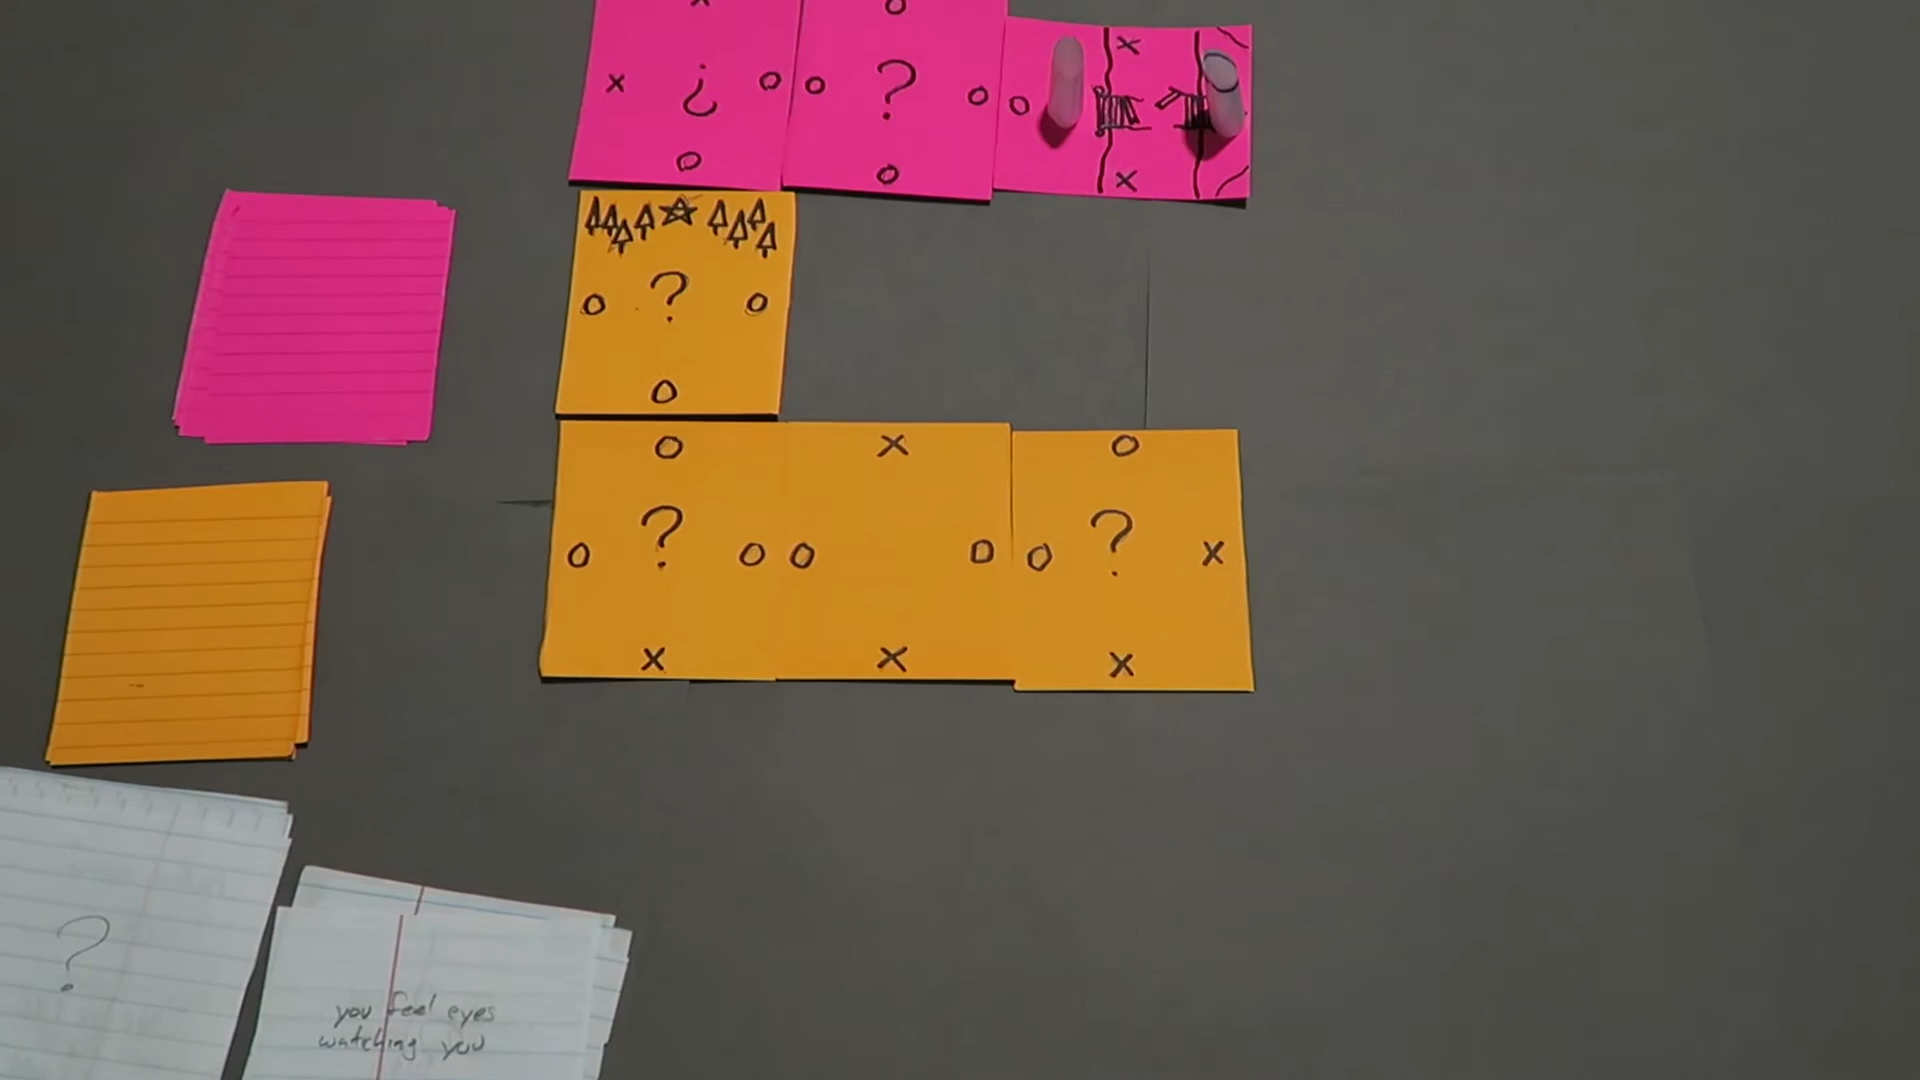 x o
x ¿ o o ? o o x
o o x
? 
o o
o
o x o
o ? o o o o ? x
x x x
?
you feel eyes
watching you